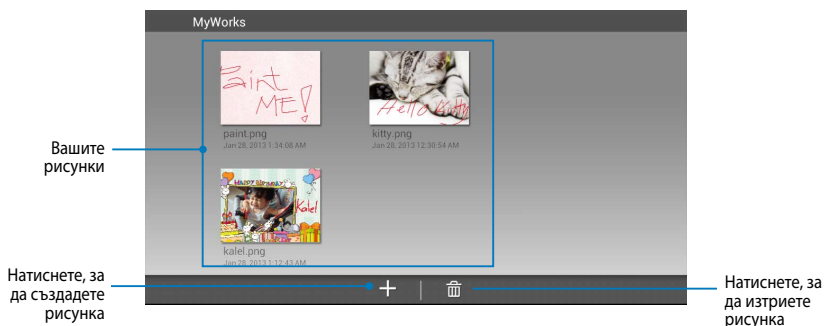 MyWorks
Paint
ME!
Hello Kitty
paint.png
Jan 28, 2013 1:34:08 AM
kitty.png
Jan 28, 2013 12:30:54 AM
Вашите
рисунки
HAPPY BIRTHDAY
Kalel
kalel.png
Jan 28, 2013 1:12:43 AM
Натиснете, за
да създадете
рисунка
Натиснете, за
да изтриете
рисунка